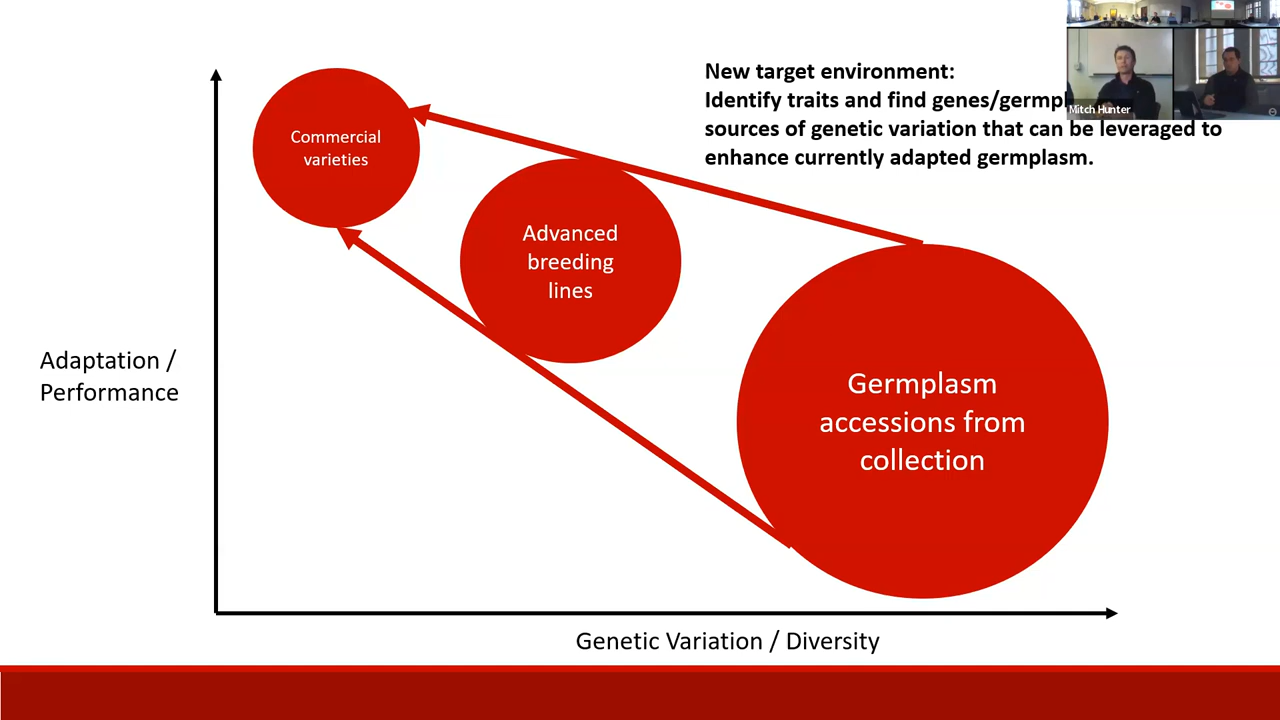 New target environment:
Identify traits and find genes/germpl
sources of genetic variation that can be leveraged to
enhance currently adapted germplasm.
Mitch Hunter
Commercial
varieties
Advanced
breeding
lines
Adaptation /
Performance
Germplasm
accessions from
collection
Genetic Variation / Diversity